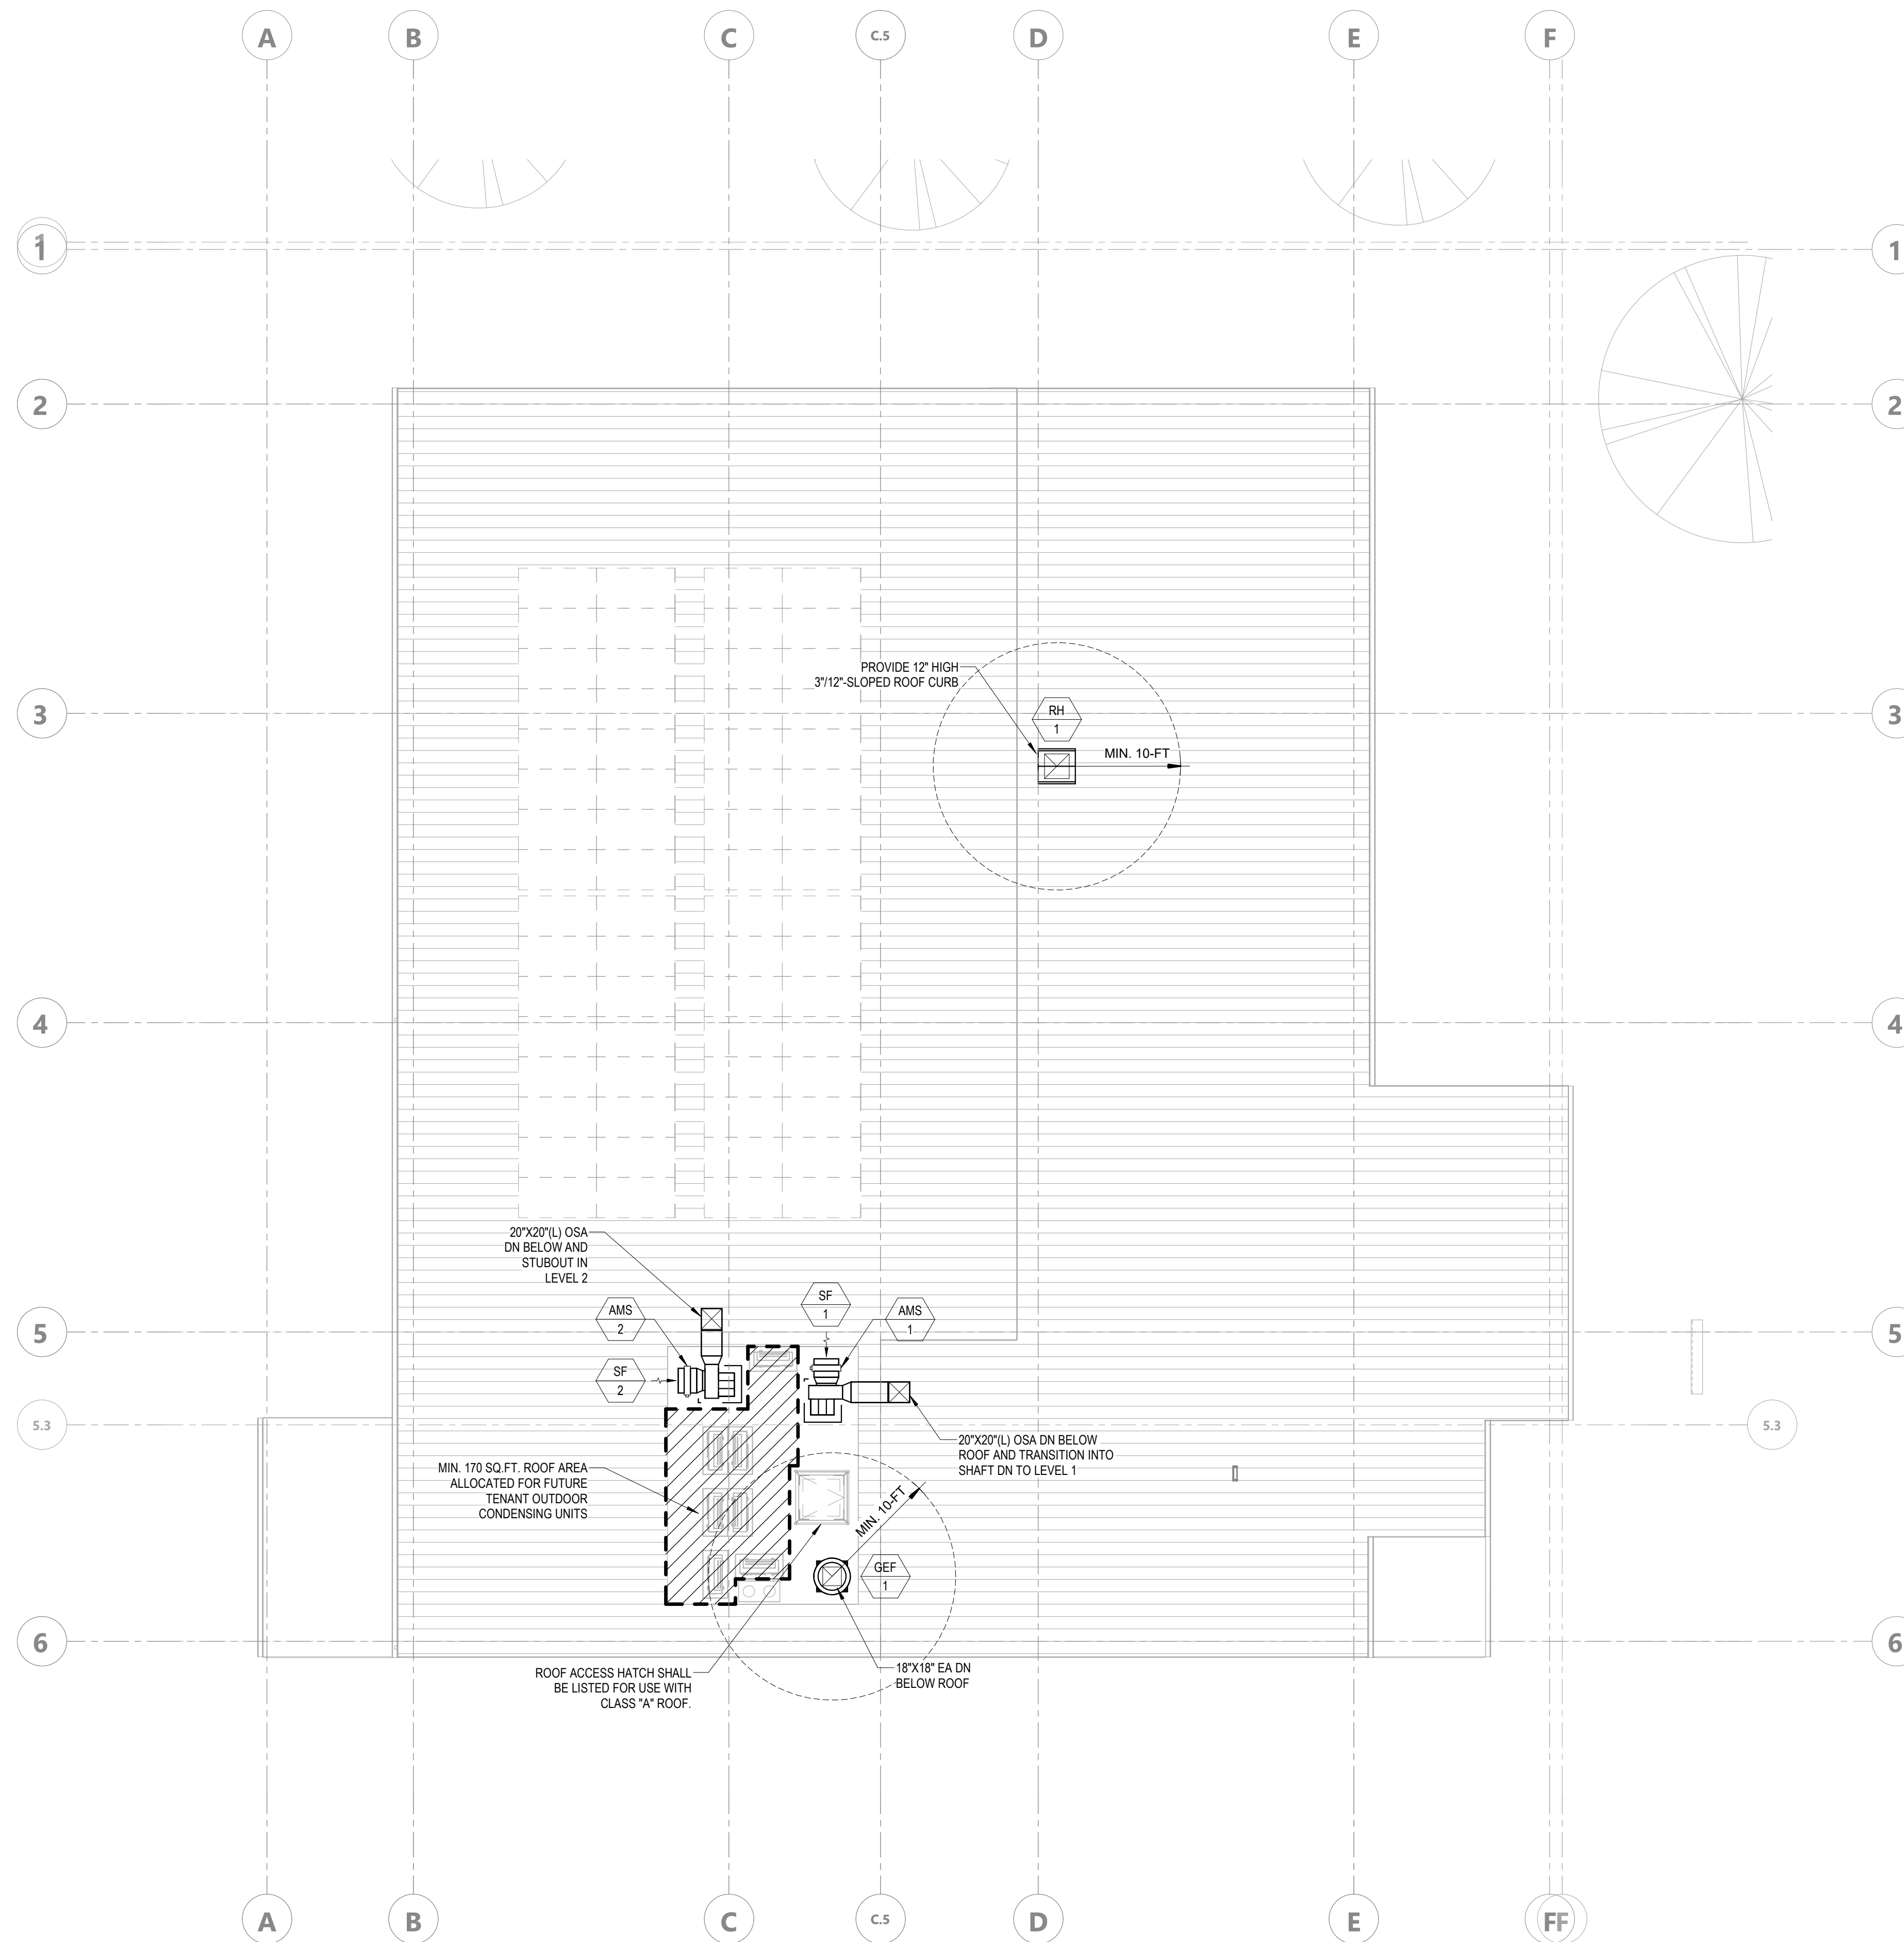 A B C C.5 D E F
1 1
1
2 2
PROVIDE 12" HIGH
3"/12"-SLOPED ROOF CURB
RH
1
3 3
MIN. 10-FT
4 4
20"X20"(L) OSA
DN BELOW AND
STUBOUT IN
LEVEL 2
SF
1
AMS
2
AMS
1
5 5
SF
2
5.3 5.3
20"X20"(L) OSA DN BELOW
ROOF AND TRANSITION INTO
SHAFT DN TO LEVEL 1
MIN. 170 SQ.FT. ROOF AREA
ALLOCATED FOR FUTURE
TENANT OUTDOOR
CONDENSING UNITS
MIN. 10-FT
GEF
1
6 6
ROOF ACCESS HATCH SHALL
BE LISTED FOR USE WITH
CLASS "A" ROOF.
18"X18" EA DN
BELOW ROOF
A B C C.5 D E F F